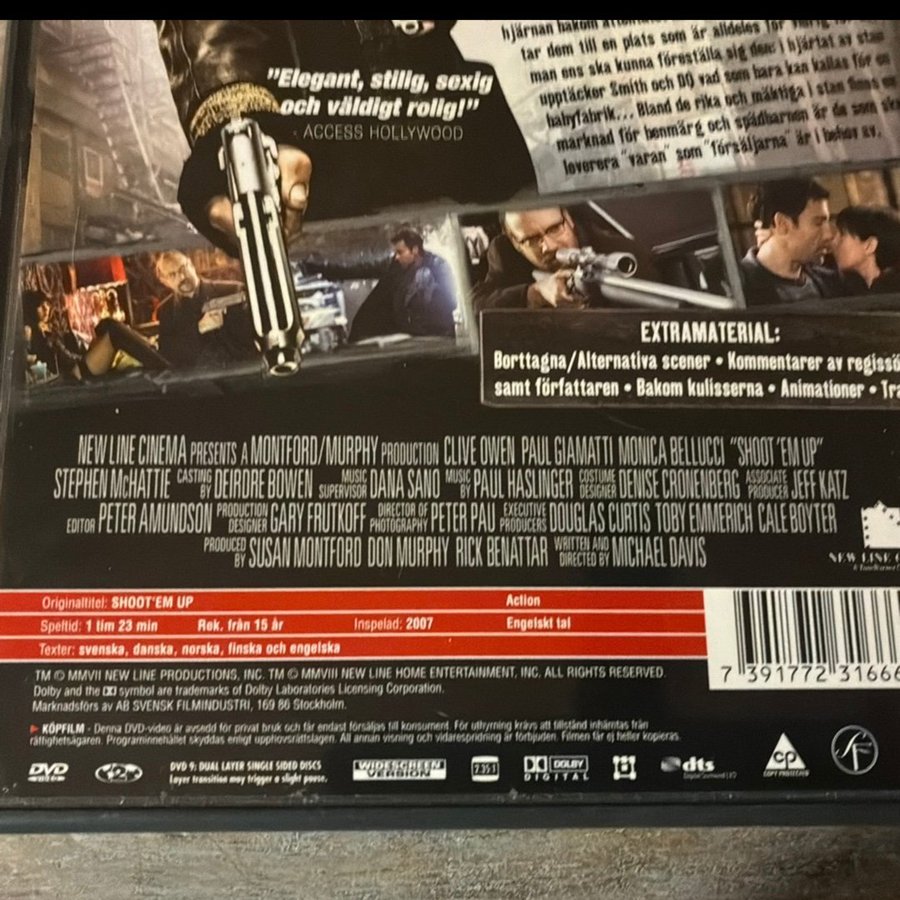 hjärnan bakom
tar dem till en plats som är alldeles för
man ens ska kunna föreställa sig den: i hjärtat av stan
upptäcker Smith och DQ vad som bara kan kallas för en
babyfabrik... Bland de rika och mäktiga i stan finns en
marknad för benmärg och spädbarnen är de som ska
leverera "varan" som "försäljarna" är i behov av.
"Elegant, stilig, sexig
och väldigt rolig!"
- ACCESS HOLLYWOOD
EXTRAMATERIAL:
Borttagna/Alternativa scener • Kommentarer av regissö
samt författaren • Bakom kulisserna • Animationer • Tra
NEW LINE CINEMA PRESENTS A MONTFORD/MURPHY PRODUCTION CLIVE OWEN PAUL GIAMATTI MONICA BELLUCCI "SHOOT 'EM UP"
STEPHEN McHATTIE CASTING BY DEIRDRE BOWEN MUSIC SUPERVISOR DANA SANO MUSIC BY PAUL HASLINGER COSTUME DESIGNER DENISE CRONENBERG ASSOCIATE PRODUCER JEFF KATZ
EDITOR PETER AMUNDSON PRODUCTION DESIGNER GARY FRUTKOFF DIRECTOR OF PHOTOGRAPHY PETER PAU EXECUTIVE PRODUCERS DOUGLAS CURTIS TOBY EMMERICH CALE BOYTER
PRODUCED BY SUSAN MONTFORD DON MURPHY RICK BENATTAR WRITTEN AND DIRECTED BY MICHAEL DAVIS
NEW LINE
Originaltitel: SHOOT'EM UP Action
Speltid: 1 tim 23 min Rek. från 15 år Inspelad: 2007 Engelskt tal
Texter: svenska, danska, norska, finska och engelska
7 391772 31666
TM © MMVII NEW LINE PRODUCTIONS, INC. TM © MMVIII NEW LINE HOME ENTERTAINMENT, INC. ALL RIGHTS RESERVED.
Dolby and the DD symbol are trademarks of Dolby Laboratories Licensing Corporation.
Marknadsförs av AB SVENSK FILMINDUSTRI, 169 86 Stockholm.
KÖPFILM - Denna DVD-video är avsedd för privat bruk och får endast försäljas till konsument. För uthyrning krävs att tillstånd inhämtas från
rättighetsägaren. Programinnehållet skyddas enligt upphovsrättslagen. All annan visning och vidarespridning är förbjuden. Filmen får ej heller kopieras.
DVD VIDEO 2 DVD 9: DUAL LAYER SINGLE SIDED DISCS
Layer transition may trigger a slight pause.
WIDESCREEN VERSION
2.35:1
DOLBY DIGITAL
dts
Digital Surround
CP COPY PROTECTED
SF